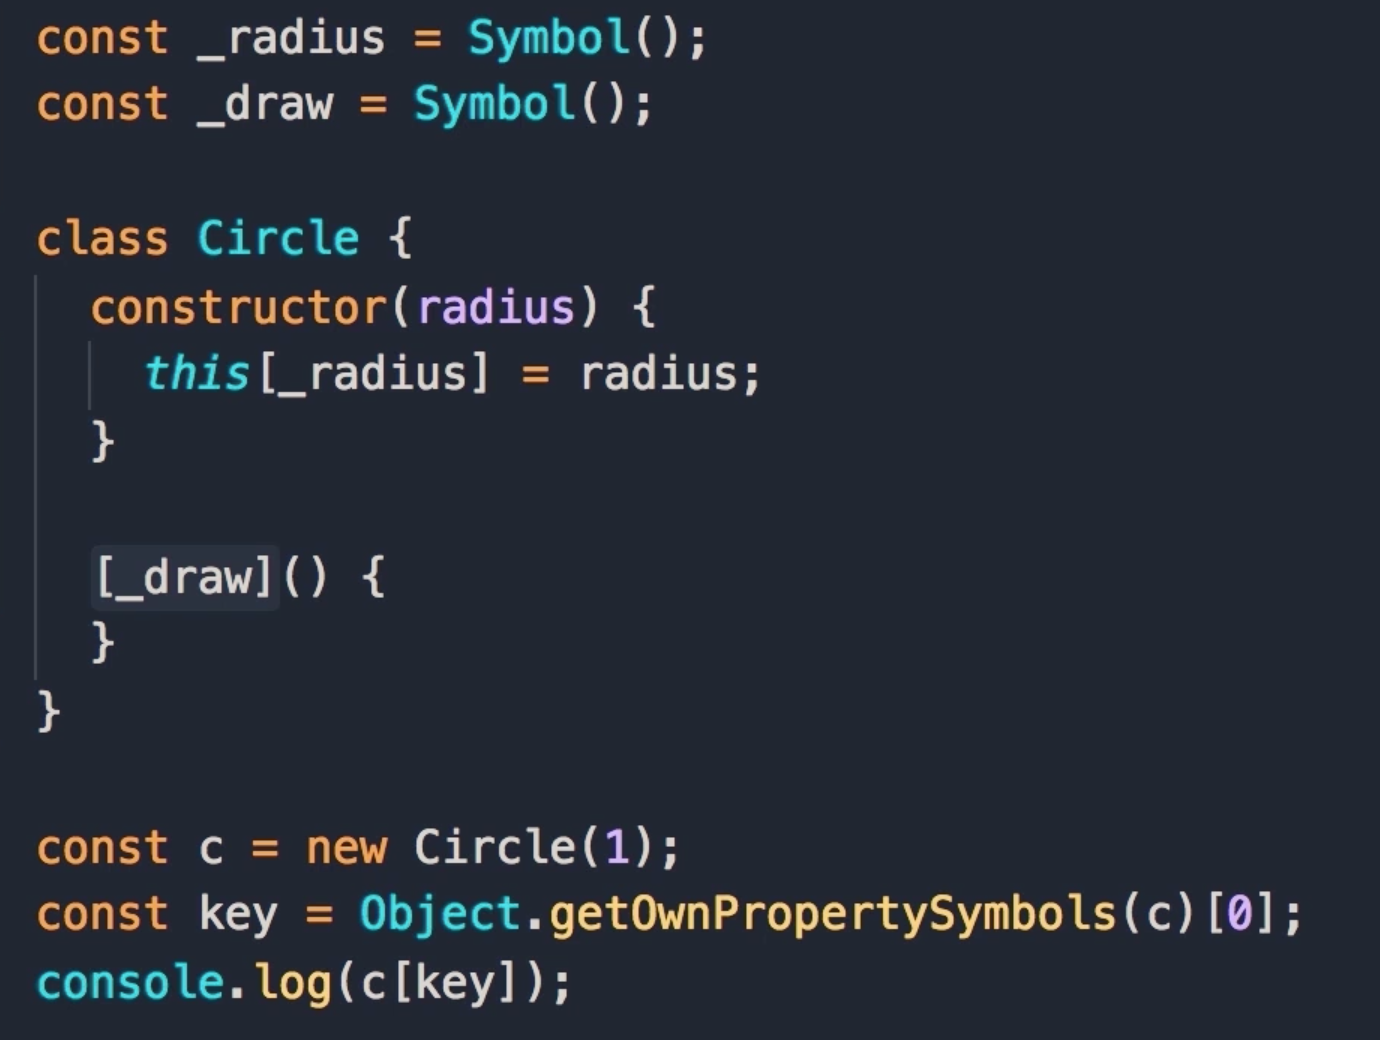 const _radius = Symbol();
const _draw = Symbol();
class Circle {
constructor(radius) {
this[_radius] = radius;
}
[_draw]() {
}
}
const c = new Circle(1);
const key = Object.getOwnPropertySymbols(c)[0];
console.log(c[key]);